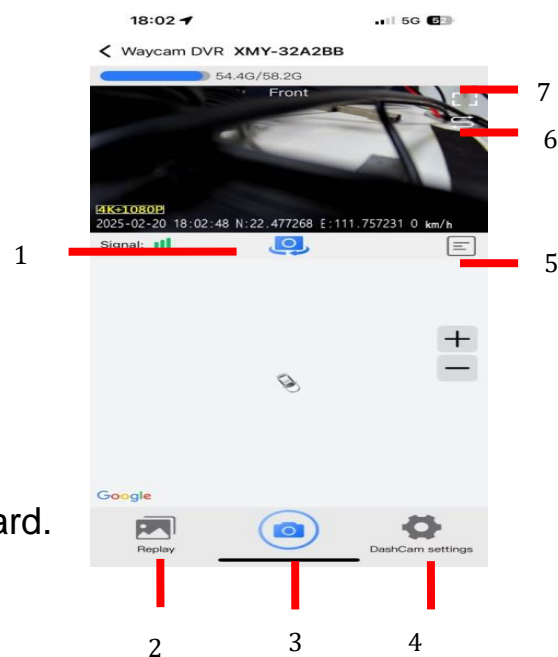 18:02
5G 52
Waycam DVR XMY-32A2BB
54.4G/58.2G
Front
7
6
4K+1080P
2025-02-20 18:02:48 N:22.477268 E:111.757231 0 km/h
1
Signal:
5
+
−
Google
ard.
Replay
DashCam settings
2
3
4